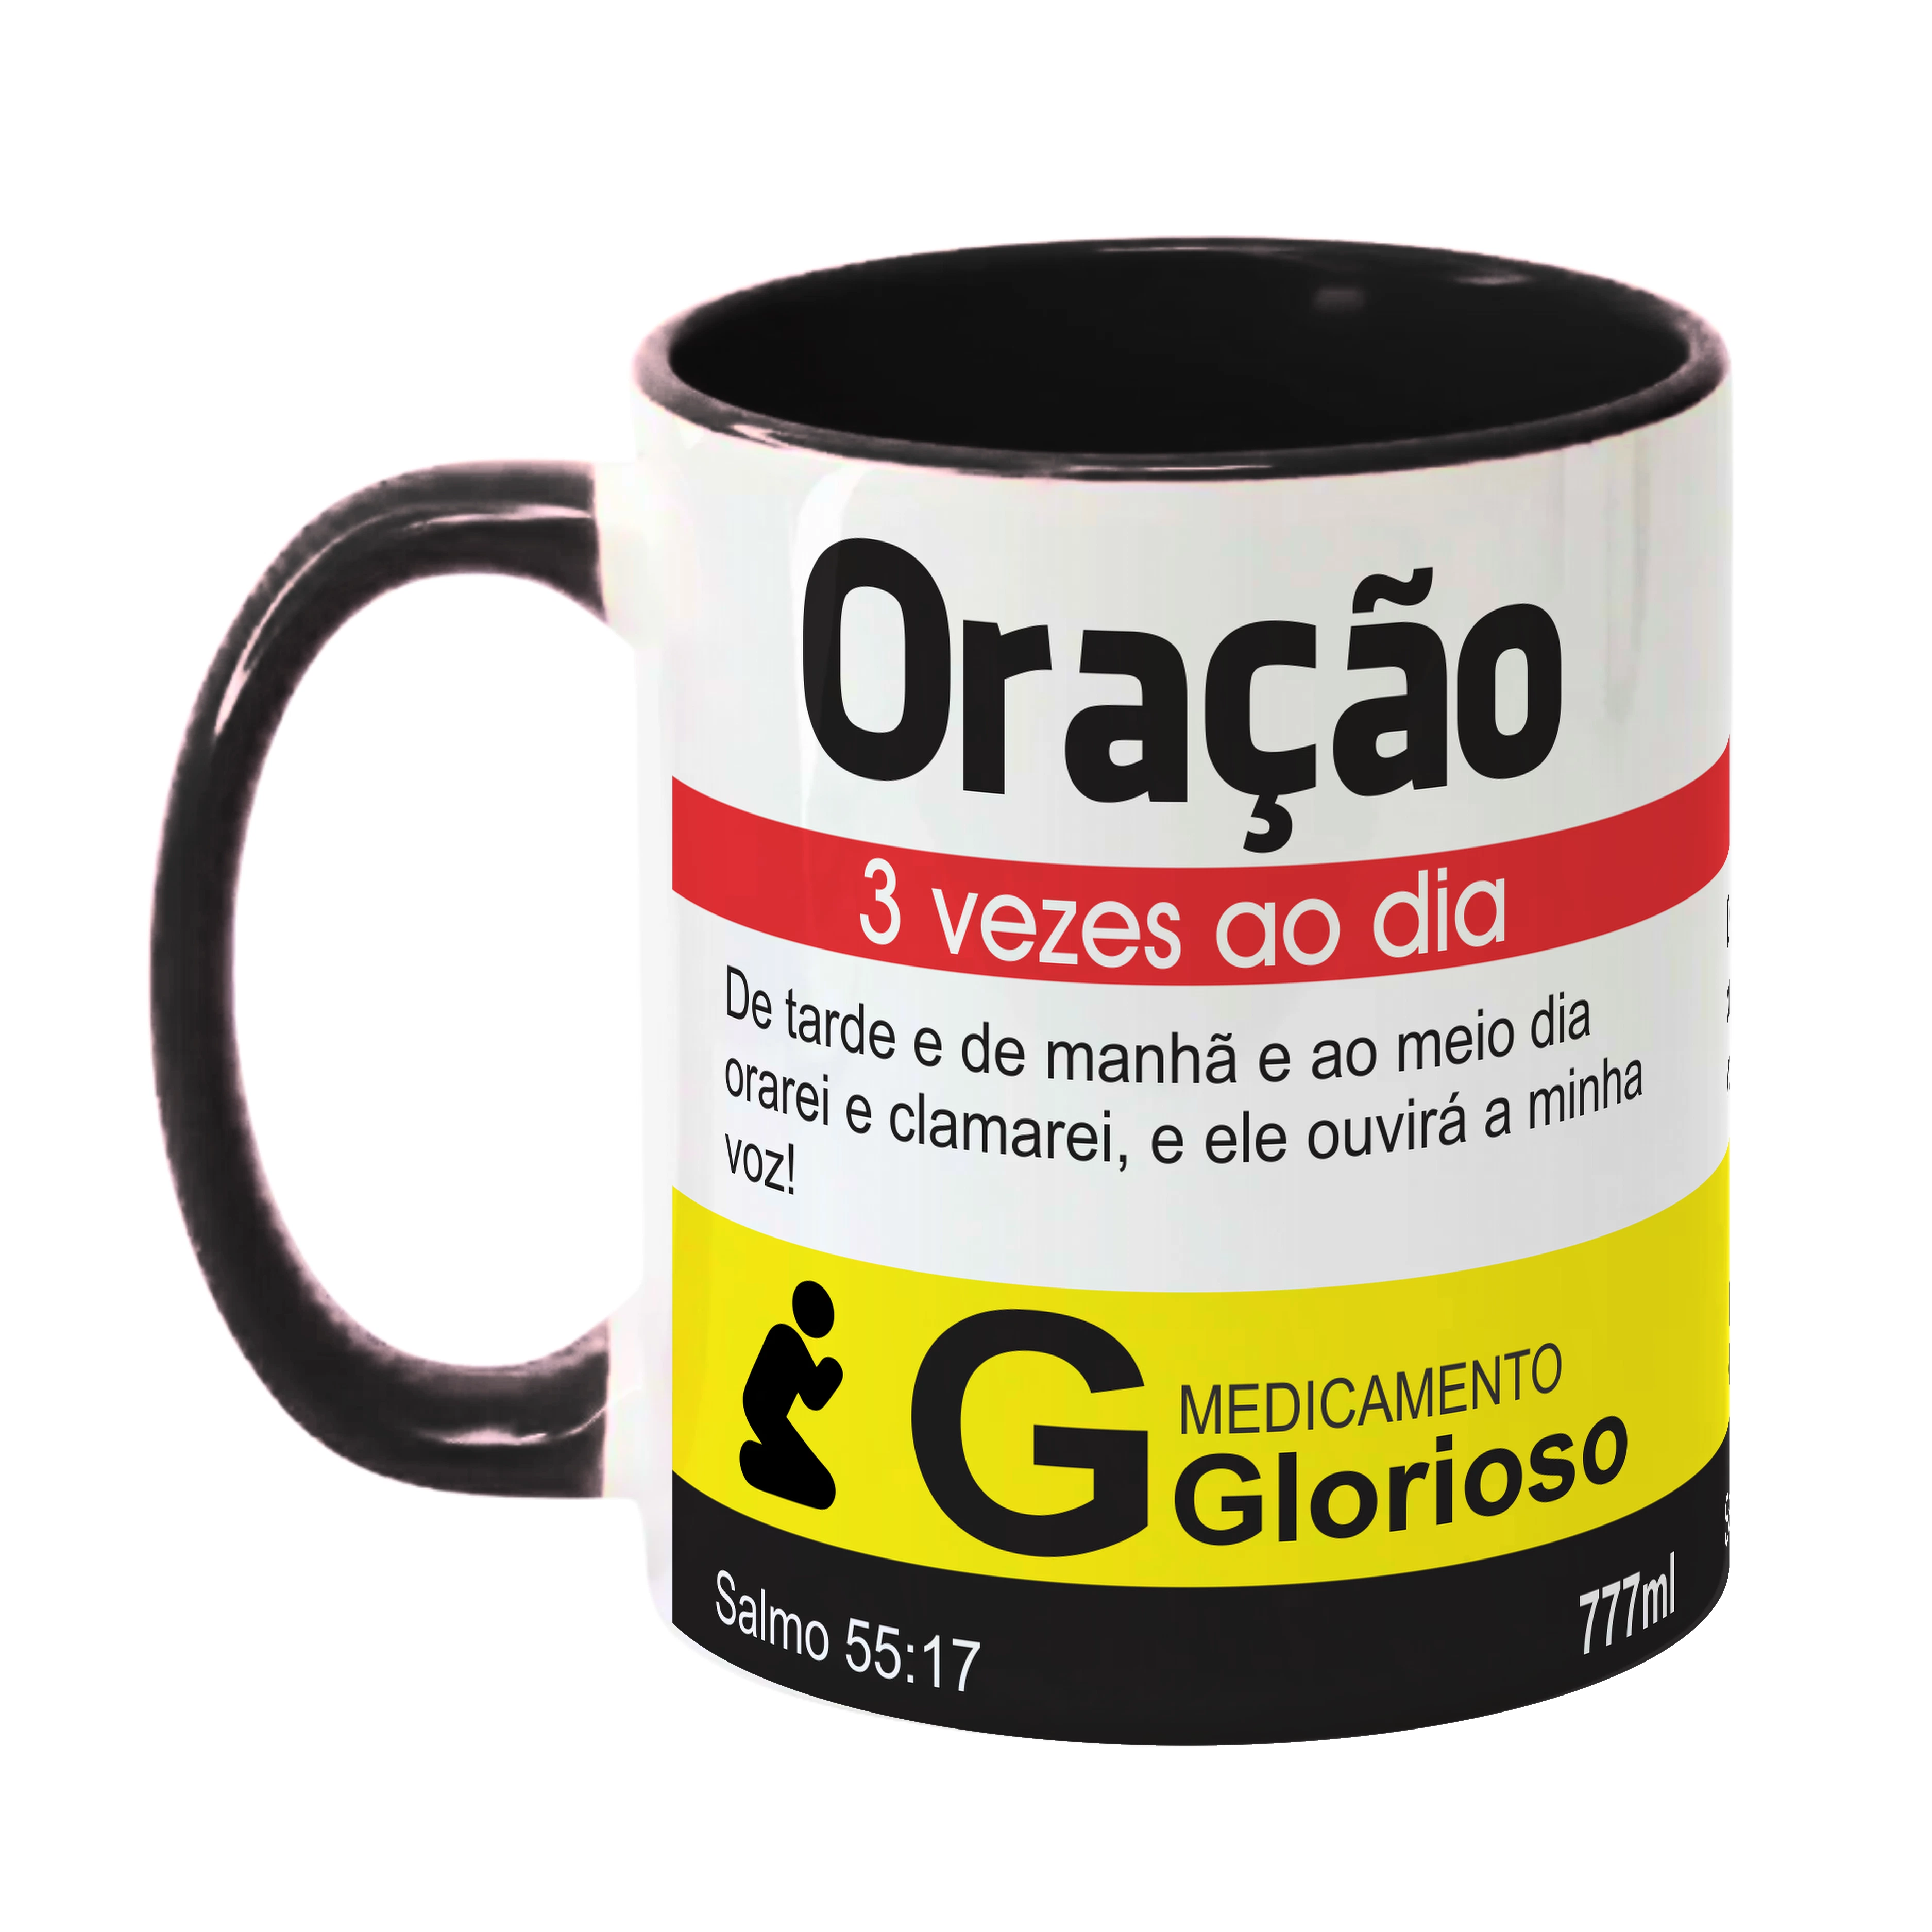 Oração
3 vezes ao dia
De tarde e de manhã e ao meio dia
orarei e clamarei, e ele ouvirá a minha
voz!
G
MEDICAMENTO
Glorioso
Salmo 55:17
777ml